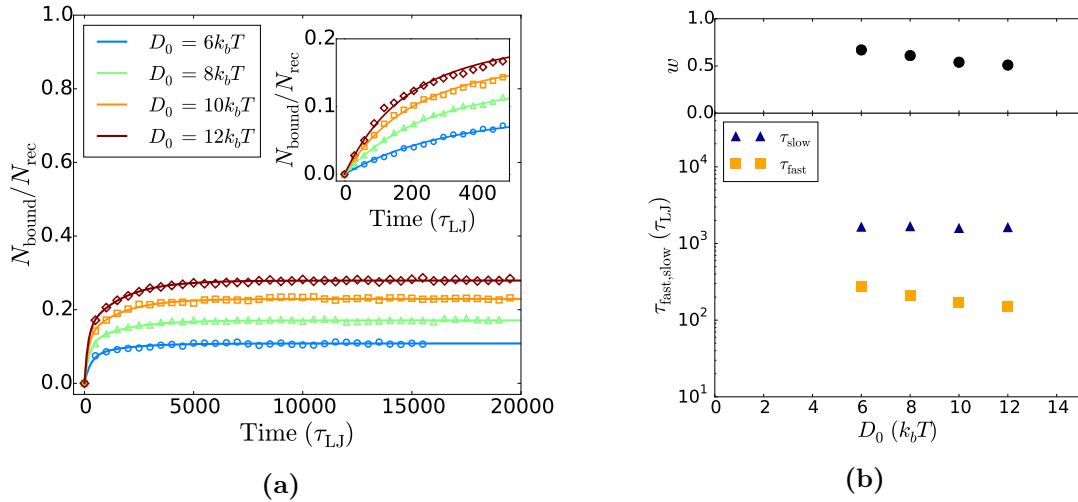 1.0
0.8
0.6
0.4
0.2
0.0
N_bound/N_rec
D_0 = 6k_bT
D_0 = 8k_bT
D_0 = 10k_bT
D_0 = 12k_bT
0.2
0.1
0.0
N_bound/N_rec
0 200 400
Time (τ_LJ)
0 5000 10000 15000 20000
Time (τ_LJ)
(a)
1.0
0.5
0.0
w
τ_slow
τ_fast
10^4
10^3
10^2
10^1
τ_fast,slow (τ_LJ)
0 2 4 6 8 10 12 14
D_0 (k_bT)
(b)